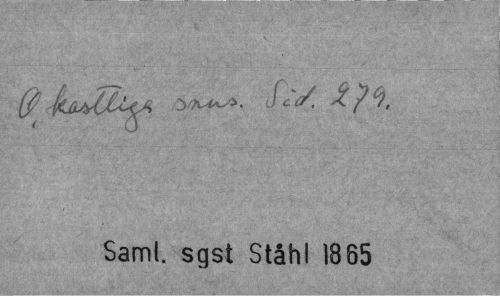 O, kostliga snus. Sid. 279.
Saml. sgst Ståhl 1865